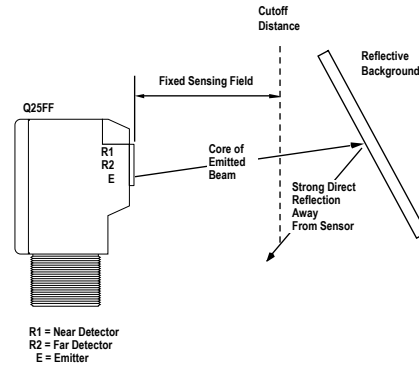 Cutoff
Distance
Reflective
Background
Fixed Sensing Field
Q25FF
R1
R2
E
Core of
Emitted
Beam
Strong Direct
Reflection
Away
From Sensor
R1 = Near Detector
R2 = Far Detector
E = Emitter